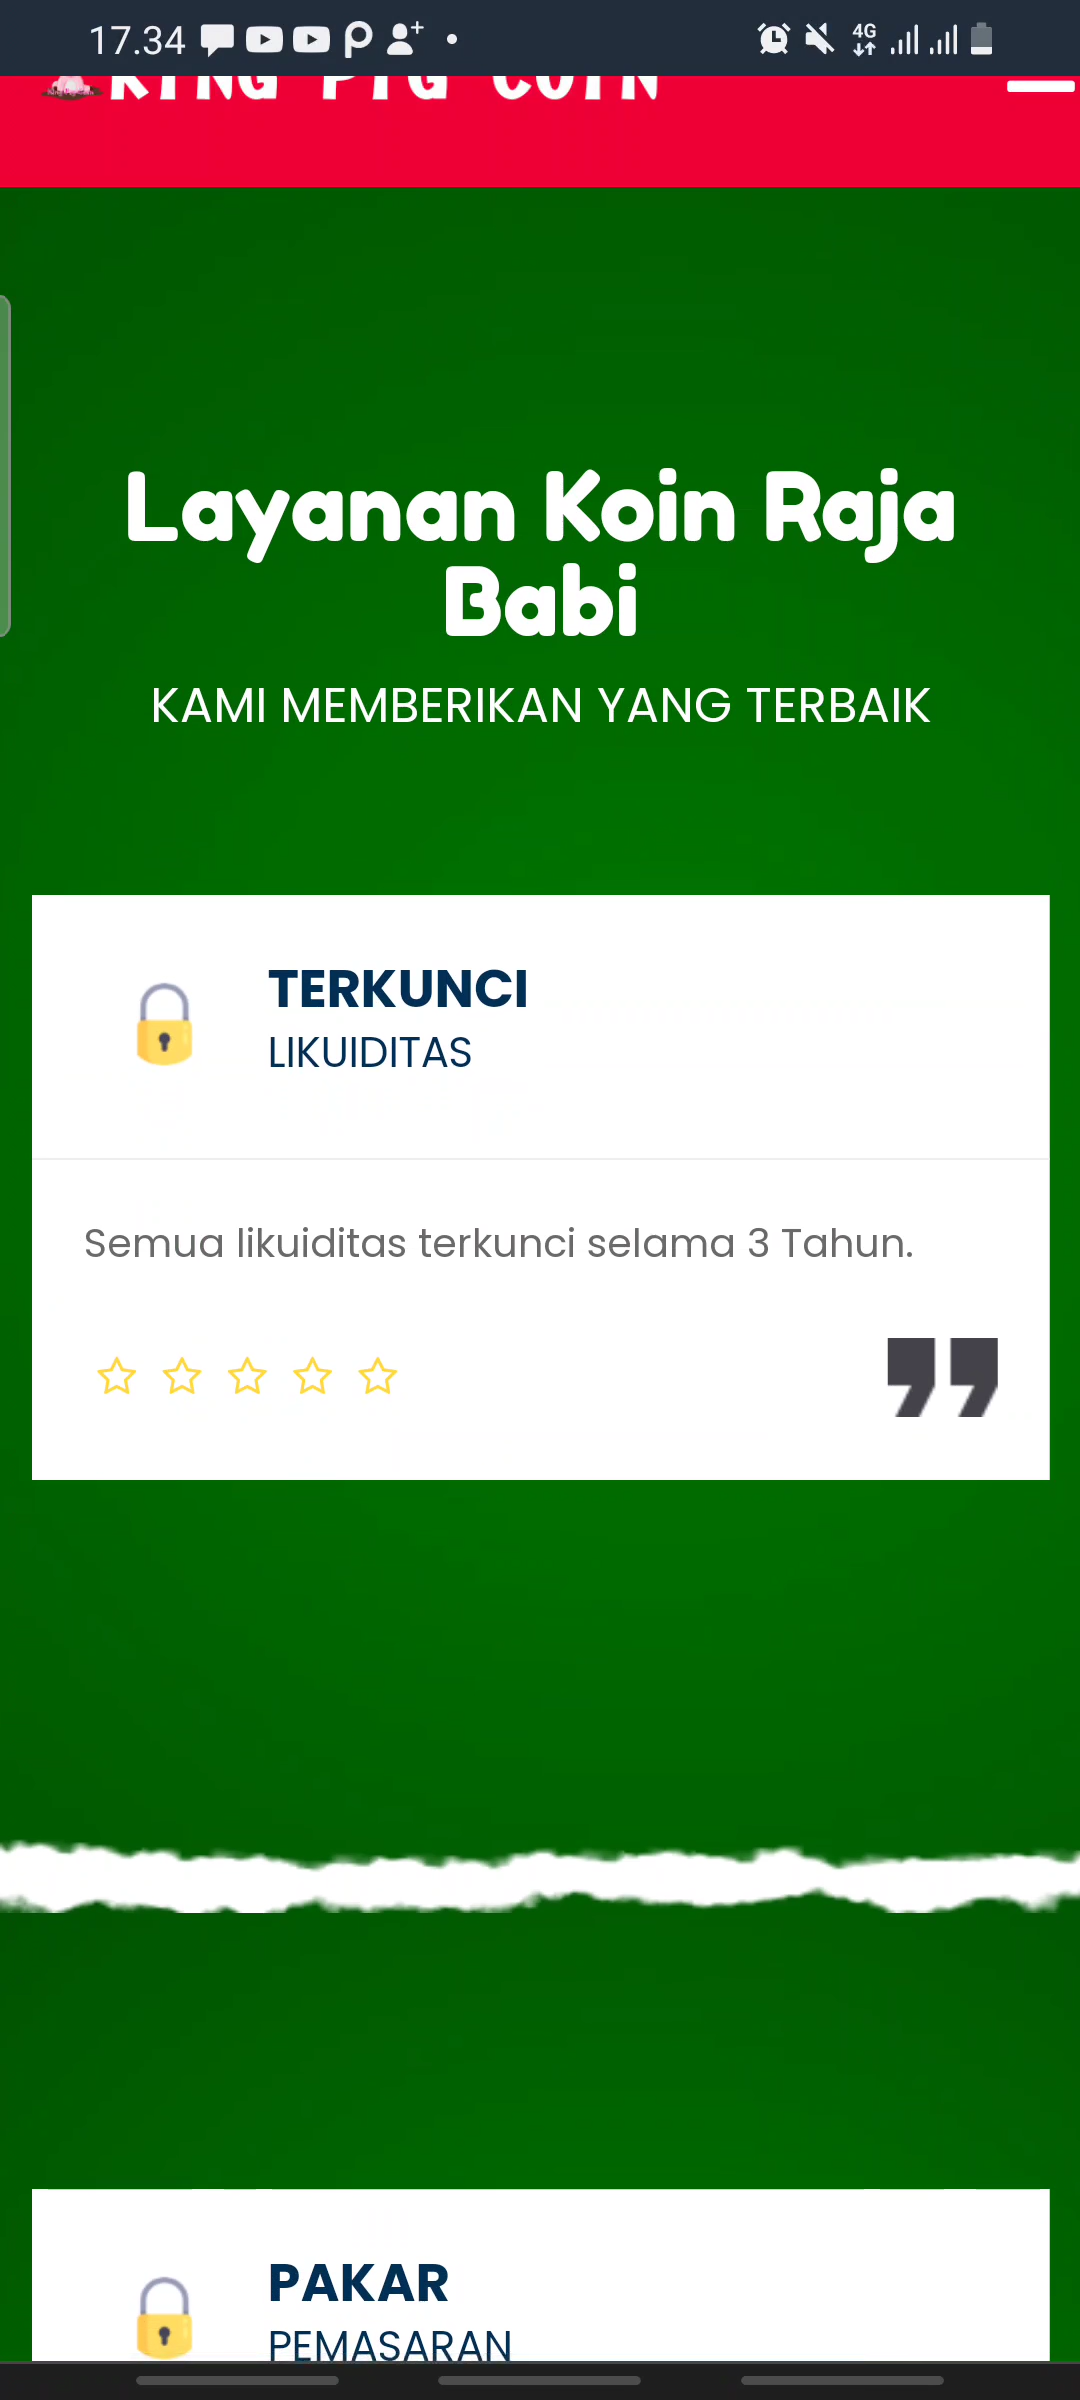 17.34
4G
KING PIG COIN
Layanan Koin Raja
Babi
KAMI MEMBERIKAN YANG TERBAIK
TERKUNCI
LIKUIDITAS
Semua likuiditas terkunci selama 3 Tahun.
PAKAR
PEMASARAN